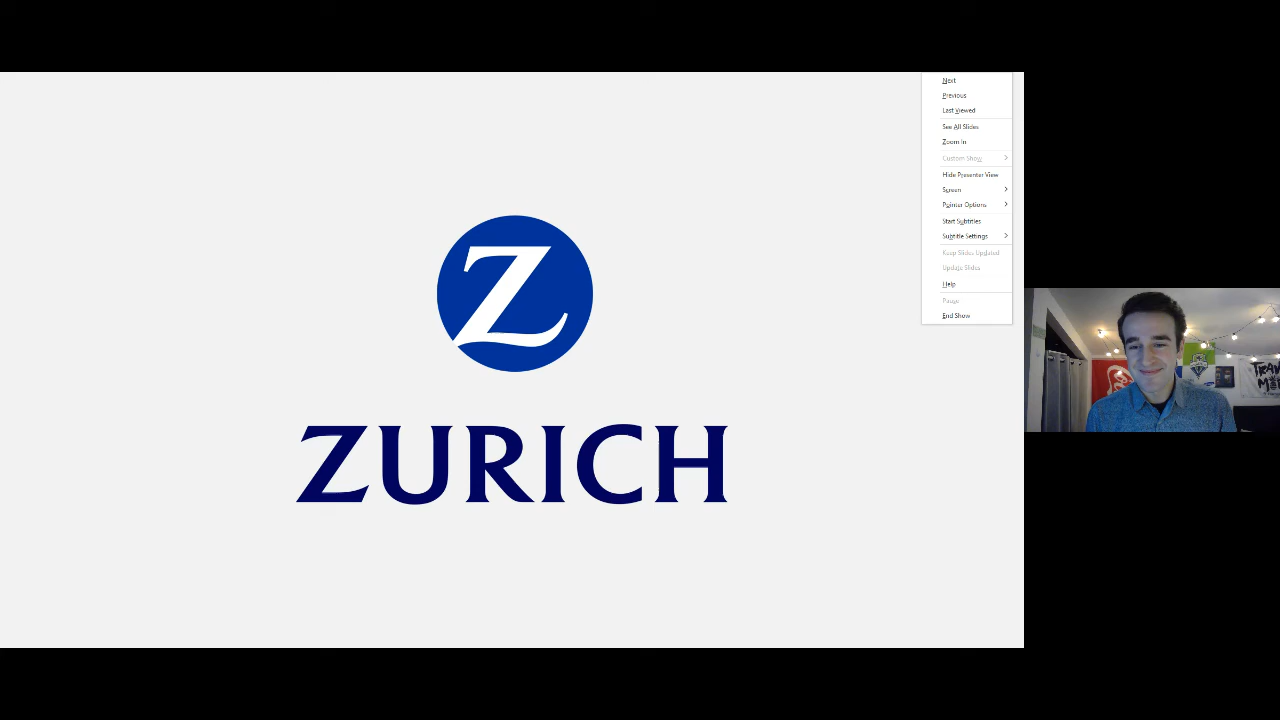 Z
ZURICH
Next
Previous
Last Viewed
See All Slides
Zoom In
Custom Show
Hide Presenter View
Screen
Pointer Options
Start Subtitles
Subtitle Settings
Keep Slides Updated
Update Slides
Help
Pause
End Show